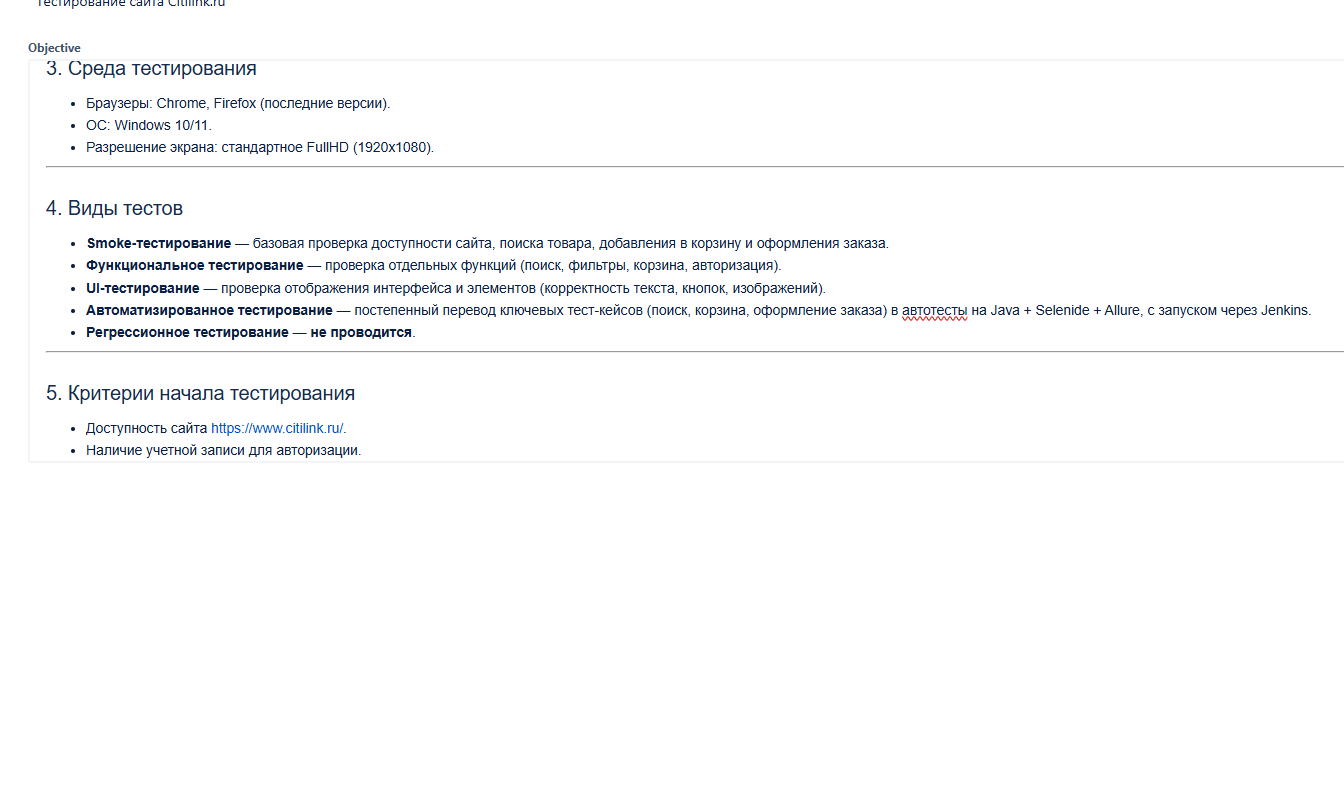 Тестирование сайта Citilink.ru
Objective
3. Среда тестирования
• Браузеры: Chrome, Firefox (последние версии).
• ОС: Windows 10/11.
• Разрешение экрана: стандартное FullHD (1920x1080).
4. Виды тестов
• Smoke-тестирование — базовая проверка доступности сайта, поиска товара, добавления в корзину и оформления заказа.
• Функциональное тестирование — проверка отдельных функций (поиск, фильтры, корзина, авторизация).
• UI-тестирование — проверка отображения интерфейса и элементов (корректность текста, кнопок, изображений).
• Автоматизированное тестирование — постепенный перевод ключевых тест-кейсов (поиск, корзина, оформление заказа) в автотесты на Java + Selenide + Allure, с запуском через Jenkins.
• Регрессионное тестирование — не проводится.
5. Критерии начала тестирования
• Доступность сайта https://www.citilink.ru/.
• Наличие учетной записи для авторизации.